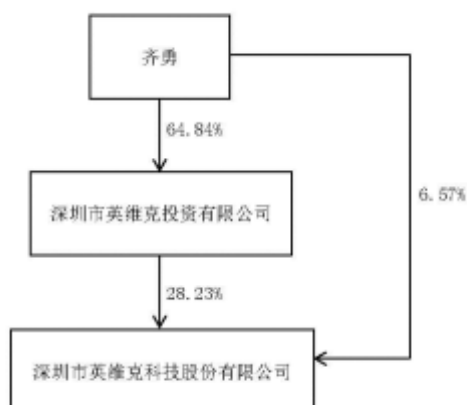 齐勇
64.84%
6.57%
深圳市英维克投资有限公司
28.23%
深圳市英维克科技股份有限公司